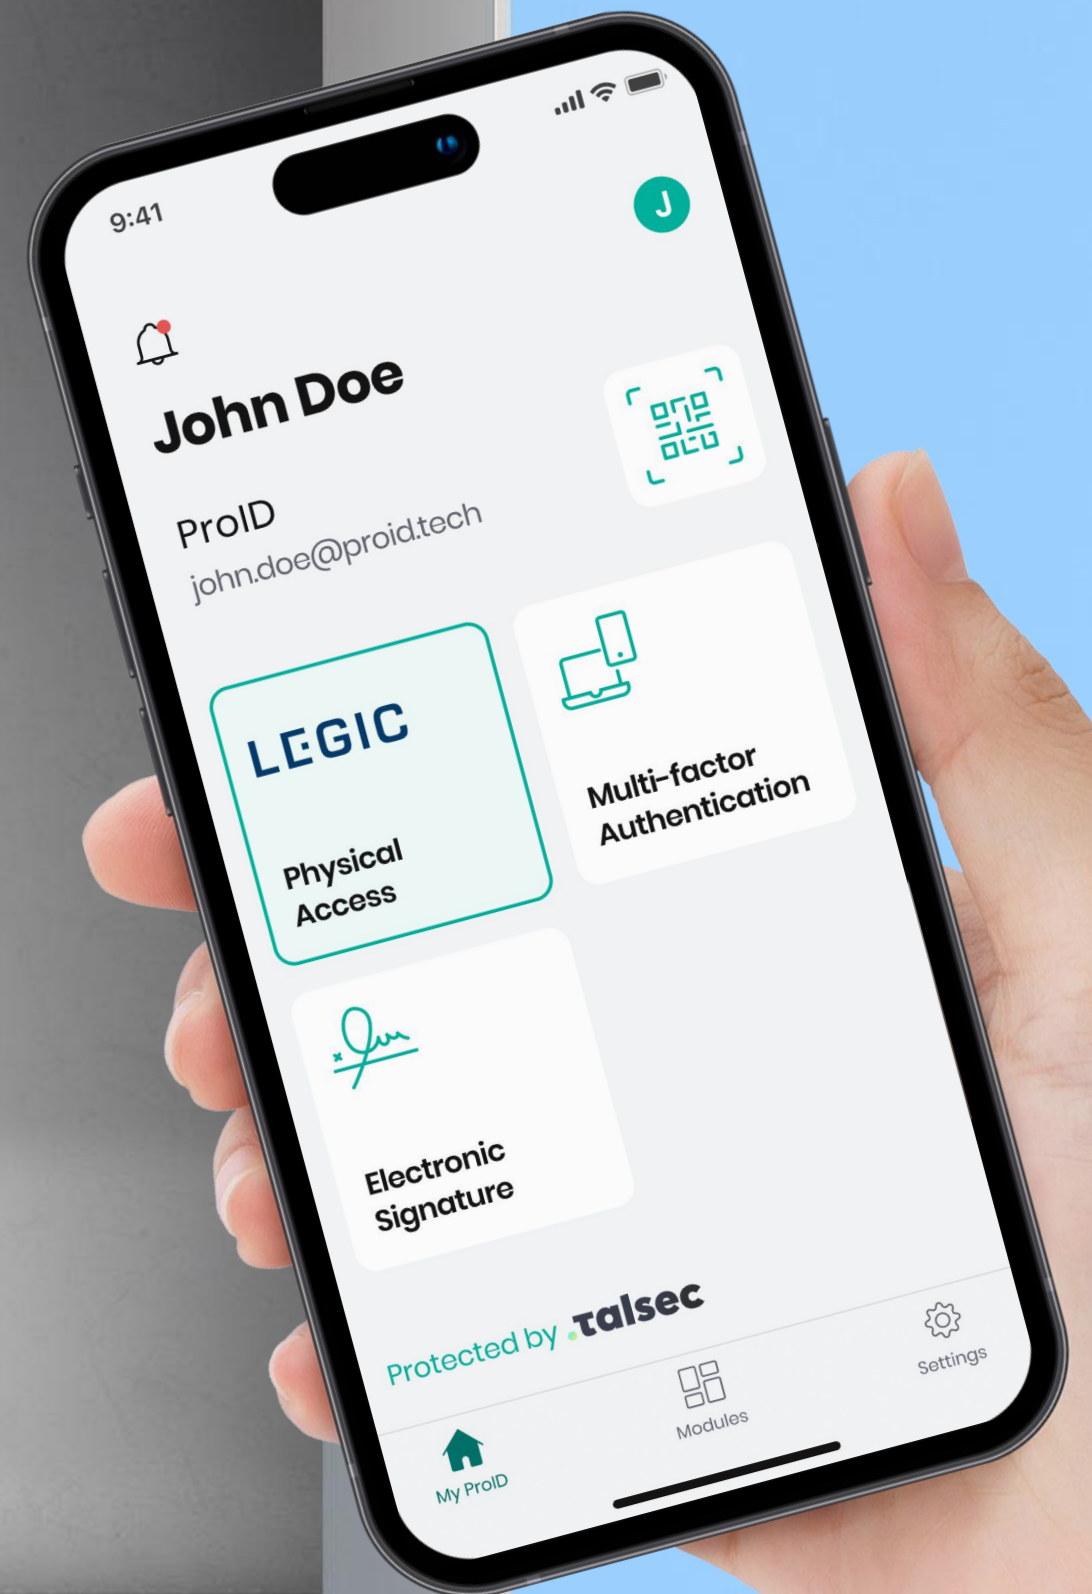 9:41
J
John Doe
ProID
john.doe@proid.tech
LEGIC
Physical
Access
Multi-factor
Authentication
Electronic
Signature
Protected by .talsec
My ProID
Modules
Settings